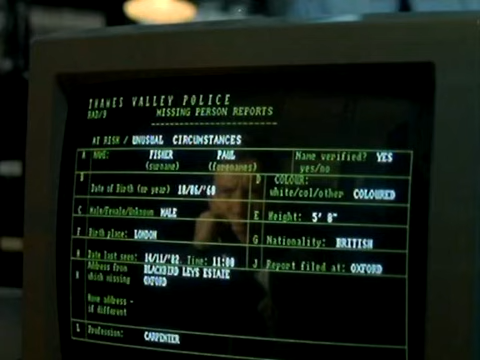 THAMES VALLEY POLICE
RAD/9 MISSING PERSON REPORTS
AT RISK / UNUSUAL CIRCUMSTANCES
A NAME: FISHER PAUL Name verified? YES
(surname) (forenames) yes/no
B Date of Birth (or year) 18/06/'60 D COLOUR: white/col/other COLOURED
C Male/Female/Unknown MALE E Height: 5' 8"
F Birth place: LONDON G Nationality: BRITISH
H Date last seen: 14/11/'82 Time: 11:00 J Report filed at: OXFORD
Address from BLACKBIRD LEYS ESTATE
which missing OXFORD
Home address -
if different
L Profession: CARPENTER